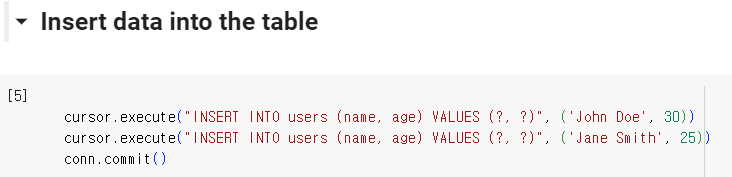 Insert data into the table
[5]
cursor.execute("INSERT INTO users (name, age) VALUES (?, ?)", ('John Doe', 30))
cursor.execute("INSERT INTO users (name, age) VALUES (?, ?)", ('Jane Smith', 25))
conn.commit()